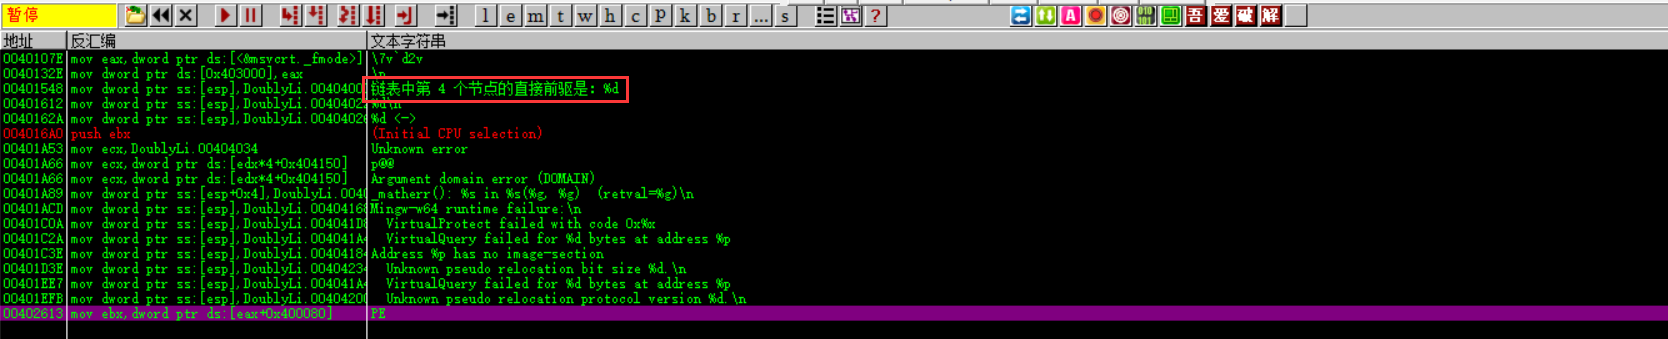 暂停 l e m t w h c P k b r ... s ? A 吾 爱 破 解
地址 反汇编 文本字符串
0040107E mov eax,dword ptr ds:[<&msvcrt._fmode>] \7v`d2v
0040132E mov dword ptr ds:[0x403000],eax \n
00401548 mov dword ptr ss:[esp],DoublyLi.00404000 链表中第 4 个节点的直接前驱是: %d
00401612 mov dword ptr ss:[esp],DoublyLi.0040402 %d\n
0040162A mov dword ptr ss:[esp],DoublyLi.0040402 %d <->
004016A0 push ebx (Initial CPU selection)
00401A53 mov ecx,DoublyLi.00404034 Unknown error
00401A66 mov ecx,dword ptr ds:[edx*4+0x404150] p@@
00401A66 mov ecx,dword ptr ds:[edx*4+0x404150] Argument domain error (DOMAIN)
00401A89 mov dword ptr ss:[esp+0x4],DoublyLi.004 _matherr(): %s in %s(%g, %g)  (retval=%g)\n
00401ACD mov dword ptr ss:[esp],DoublyLi.0040416 Mingw-w64 runtime failure:\n
00401C0A mov dword ptr ss:[esp],DoublyLi.004041D VirtualProtect failed with code 0x%x
00401C2A mov dword ptr ss:[esp],DoublyLi.004041A VirtualQuery failed for %d bytes at address %p
00401C3E mov dword ptr ss:[esp],DoublyLi.0040418 Address %p has no image-section
00401D3E mov dword ptr ss:[esp],DoublyLi.0040423 Unknown pseudo relocation bit size %d.\n
00401EE7 mov dword ptr ss:[esp],DoublyLi.004041A VirtualQuery failed for %d bytes at address %p
00401EFB mov dword ptr ss:[esp],DoublyLi.0040420 Unknown pseudo relocation protocol version %d.\n
00402613 mov ebx,dword ptr ds:[eax+0x400080] PE